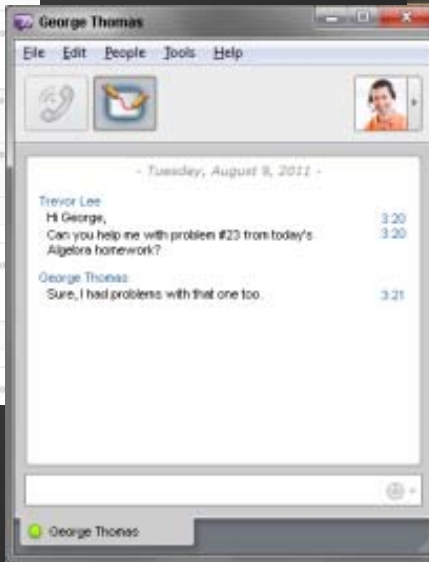 George Thomas
File Edit People Tools Help
- Tuesday, August 9, 2011 -
Trevor Lee
Hi George, 3:20
Can you help me with problem #23 from today's 3:20
Algebra homework?
George Thomas
Sure, I had problems with that one too. 3:21
George Thomas